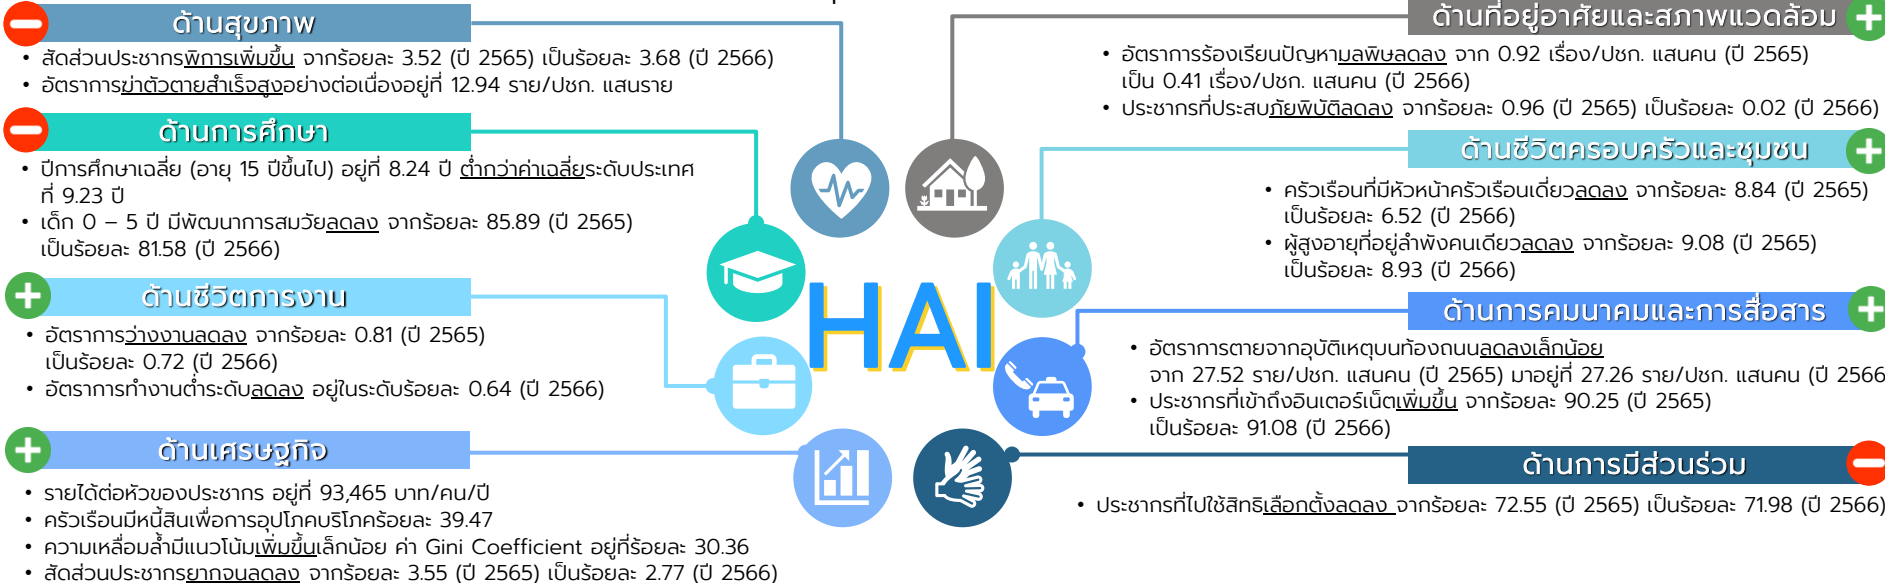 ด้านสุขภาพ
• สัดส่วนประชากรพิการเพิ่มขึ้น จากร้อยละ 3.52 (ปี 2565) เป็นร้อยละ 3.68 (ปี 2566)
• อัตราการฆ่าตัวตายสำเร็จสูงอย่างต่อเนื่องอยู่ที่ 12.94 ราย/ปชก. แสนราย
ด้านการศึกษา
• ปีการศึกษาเฉลี่ย (อายุ 15 ปีขึ้นไป) อยู่ที่ 8.24 ปี ต่ำกว่าค่าเฉลี่ยระดับประเทศ
ที่ 9.23 ปี
• เด็ก 0 – 5 ปี มีพัฒนาการสมวัยลดลง จากร้อยละ 85.89 (ปี 2565)
เป็นร้อยละ 81.58 (ปี 2566)
ด้านชีวิตการงาน
• อัตราการว่างงานลดลง จากร้อยละ 0.81 (ปี 2565)
เป็นร้อยละ 0.72 (ปี 2566)
• อัตราการทำงานต่ำระดับลดลง อยู่ในระดับร้อยละ 0.64 (ปี 2566)
ด้านเศรษฐกิจ
• รายได้ต่อหัวของประชากร อยู่ที่ 93,465 บาท/คน/ปี
• ครัวเรือนมีหนี้สินเพื่อการอุปโภคบริโภคร้อยละ 39.47
• ความเหลื่อมล้ำมีแนวโน้มเพิ่มขึ้นเล็กน้อย ค่า Gini Coefficient อยู่ที่ร้อยละ 30.36
• สัดส่วนประชากรยากจนลดลง จากร้อยละ 3.55 (ปี 2565) เป็นร้อยละ 2.77 (ปี 2566)
HAI
ด้านที่อยู่อาศัยและสภาพแวดล้อม
• อัตราการร้องเรียนปัญหามลพิษลดลง จาก 0.92 เรื่อง/ปชก. แสนคน (ปี 2565)
เป็น 0.41 เรื่อง/ปชก. แสนคน (ปี 2566)
• ประชากรที่ประสบภัยพิบัติลดลง จากร้อยละ 0.96 (ปี 2565) เป็นร้อยละ 0.02 (ปี 2566)
ด้านชีวิตครอบครัวและชุมชน
• ครัวเรือนที่มีหัวหน้าครัวเรือนเดี่ยวลดลง จากร้อยละ 8.84 (ปี 2565)
เป็นร้อยละ 6.52 (ปี 2566)
• ผู้สูงอายุที่อยู่ลำพังคนเดียวลดลง จากร้อยละ 9.08 (ปี 2565)
เป็นร้อยละ 8.93 (ปี 2566)
ด้านการคมนาคมและการสื่อสาร
• อัตราการตายจากอุบัติเหตุบนท้องถนนลดลงเล็กน้อย
จาก 27.52 ราย/ปชก. แสนคน (ปี 2565) มาอยู่ที่ 27.26 ราย/ปชก. แสนคน (ปี 2566
• ประชากรที่เข้าถึงอินเตอร์เน็ตเพิ่มขึ้น จากร้อยละ 90.25 (ปี 2565)
เป็นร้อยละ 91.08 (ปี 2566)
ด้านการมีส่วนร่วม
• ประชากรที่ไปใช้สิทธิเลือกตั้งลดลง จากร้อยละ 72.55 (ปี 2565) เป็นร้อยละ 71.98 (ปี 2566)